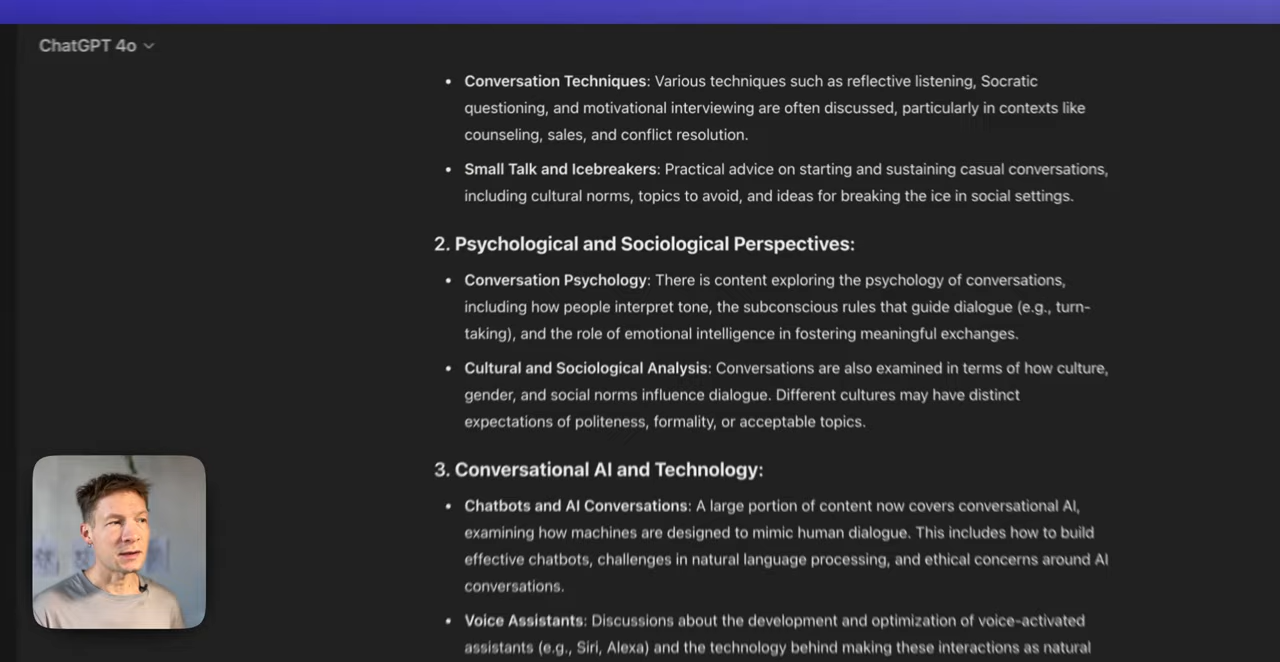 ChatGPT 4o
• Conversation Techniques: Various techniques such as reflective listening, Socratic
questioning, and motivational interviewing are often discussed, particularly in contexts like
counseling, sales, and conflict resolution.
• Small Talk and Icebreakers: Practical advice on starting and sustaining casual conversations,
including cultural norms, topics to avoid, and ideas for breaking the ice in social settings.
2. Psychological and Sociological Perspectives:
• Conversation Psychology: There is content exploring the psychology of conversations,
including how people interpret tone, the subconscious rules that guide dialogue (e.g., turn-
taking), and the role of emotional intelligence in fostering meaningful exchanges.
• Cultural and Sociological Analysis: Conversations are also examined in terms of how culture,
gender, and social norms influence dialogue. Different cultures may have distinct
expectations of politeness, formality, or acceptable topics.
3. Conversational AI and Technology:
• Chatbots and AI Conversations: A large portion of content now covers conversational AI,
examining how machines are designed to mimic human dialogue. This includes how to build
effective chatbots, challenges in natural language processing, and ethical concerns around AI
conversations.
• Voice Assistants: Discussions about the development and optimization of voice-activated
assistants (e.g., Siri, Alexa) and the technology behind making these interactions as natural